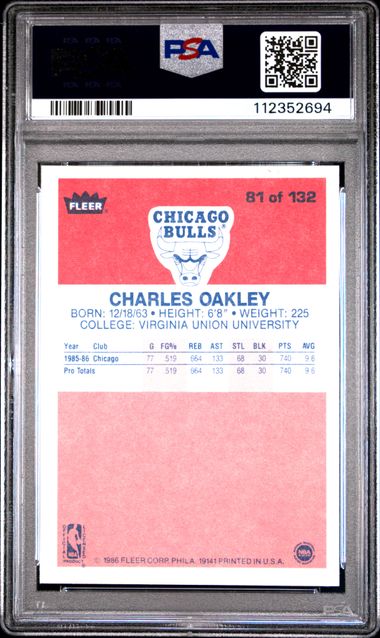 PSA
112352694
FLEER
81 of 132
CHICAGO
BULLS
CHARLES OAKLEY
BORN: 12/18/63 • HEIGHT: 6'8" • WEIGHT: 225
COLLEGE: VIRGINIA UNION UNIVERSITY
Year Club G FG% REB AST STL BLK PTS AVG
1985-86 Chicago 77 519 664 133 68 30 740 9.6
Pro Totals 77 519 664 133 68 30 740 9.6
NBA
© 1986 FLEER CORP. PHILA. 19141 PRINTED IN U.S.A.
NBA
PSA